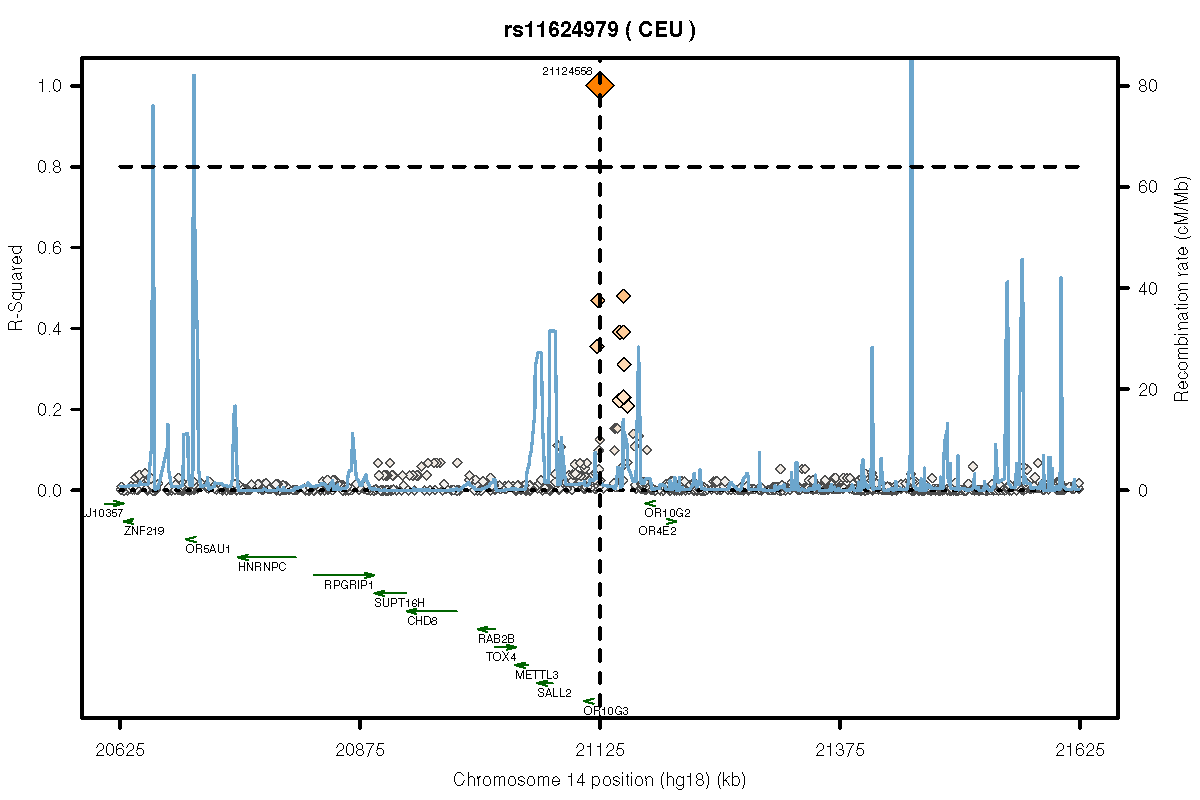 rs11624979 ( CEU )
21124558
1.0
0.8
0.6
0.4
0.2
0.0
R-Squared
80
60
40
20
0
Recombination rate (cM/Mb)
J10357
ZNF219
OR5AU1
HNRNPC
RPGRIP1
SUPT16H
CHD8
RAB2B
TOX4
METTL3
SALL2
OR10G3
OR10G2
OR4E2
20625
20875
21125
21375
21625
Chromosome 14 position (hg18) (kb)